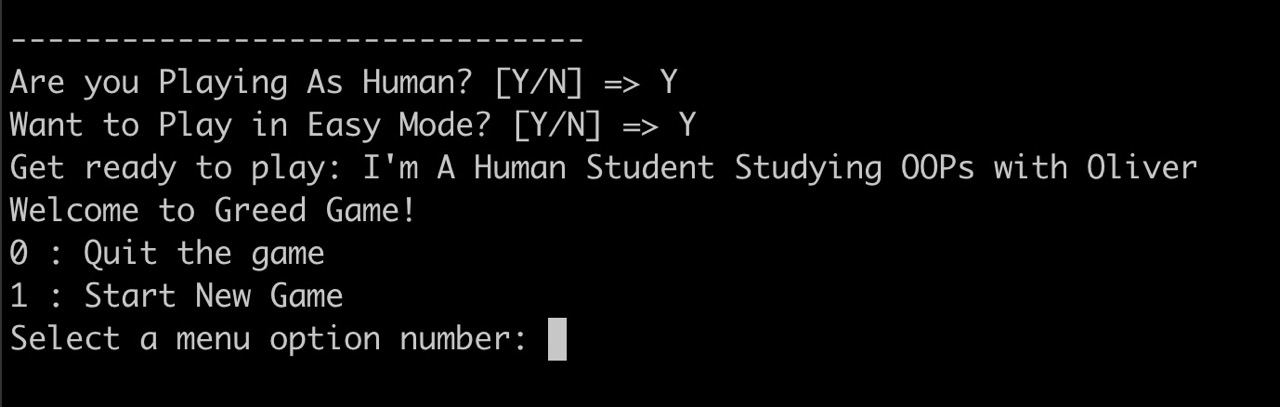 -------------------------------
Are you Playing As Human? [Y/N] => Y
Want to Play in Easy Mode? [Y/N] => Y
Get ready to play: I'm A Human Student Studying OOPs with Oliver
Welcome to Greed Game!
0 : Quit the game
1 : Start New Game
Select a menu option number: